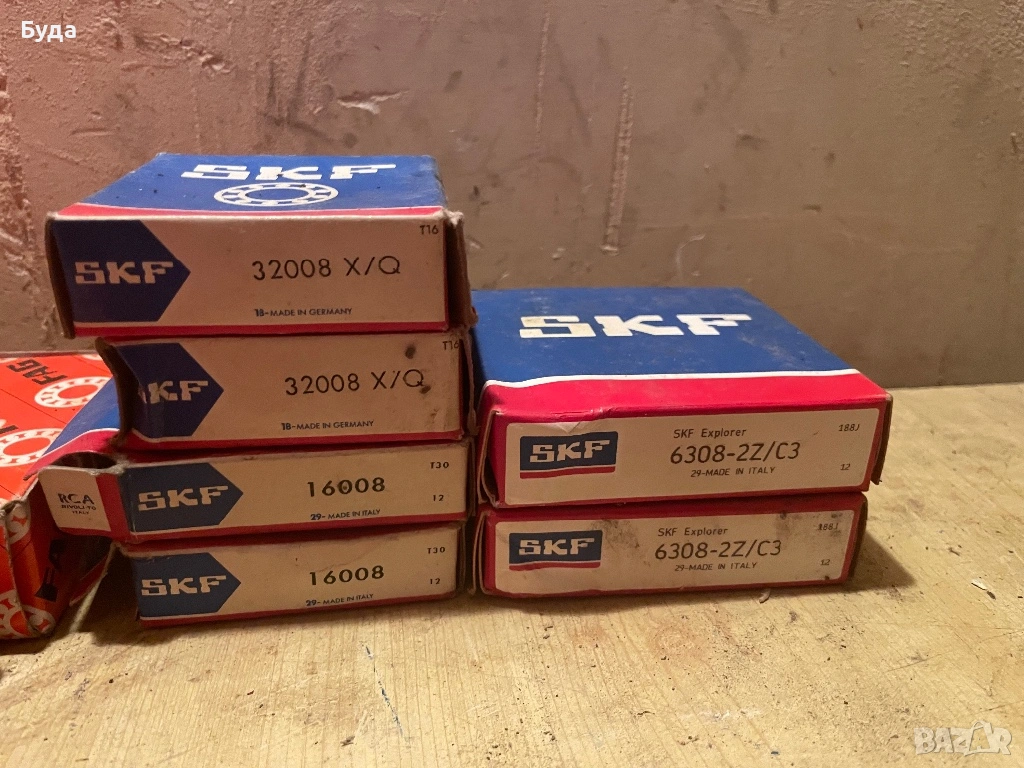 Буда
SKF
T16
SKF
32008 X/Q
18-MADE IN GERMANY
T16
SKF
32008 X/Q
18-MADE IN GERMANY
FAG
RCA
RIVOLI-TO
ITALY
T30
SKF
16008
12
29- MADE IN ITALY
T30
SKF
16008
12
29- MADE IN ITALY
SKF
SKF
SKF Explorer
188J
6308-2Z/C3
29-MADE IN ITALY
12
SKF
SKF Explorer
188J
6308-2Z/C3
29-MADE IN ITALY
12
BAZAR